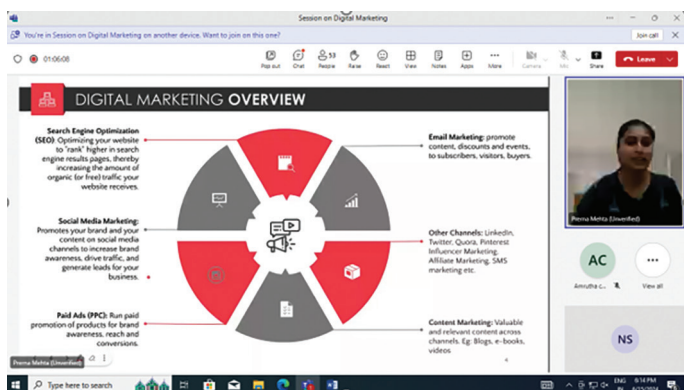 Session on Digital Marketing
You're in Session on Digital Marketing on another device. Want to join on this one?
Join call
01:06:08
Pop out
Chat
53
People
Raise
React
View
Notes
Apps
More
Camera
Mic
Share
Leave
DIGITAL MARKETING OVERVIEW
Search Engine Optimization
(SEO): Optimizing your website
to "rank" higher in search
engine results pages, thereby
increasing the amount of
organic (or free) traffic your
website receives.
Email Marketing: promote
content, discounts and events,
to subscribers, visitors, buyers.
Social Media Marketing:
Promotes your brand and your
content on social media
channels to increase brand
awareness, drive traffic, and
generate leads for your
business.
Other Channels: LinkedIn,
Twitter, Quora, Pinterest
Influencer Marketing,
Affiliate Marketing, SMS
marketing etc.
Paid Ads (PPC): Run paid
promotion of products for brand
awareness, reach and
conversions.
Content Marketing: Valuable
and relevant content across
channels. Eg: Blogs, e-books,
videos
Prerna Mehta (Unverified)
Prerna Mehta (Unverified)
AC
Amrutha c...
View all
NS
Type here to search
ENG
IN
8:14 PM